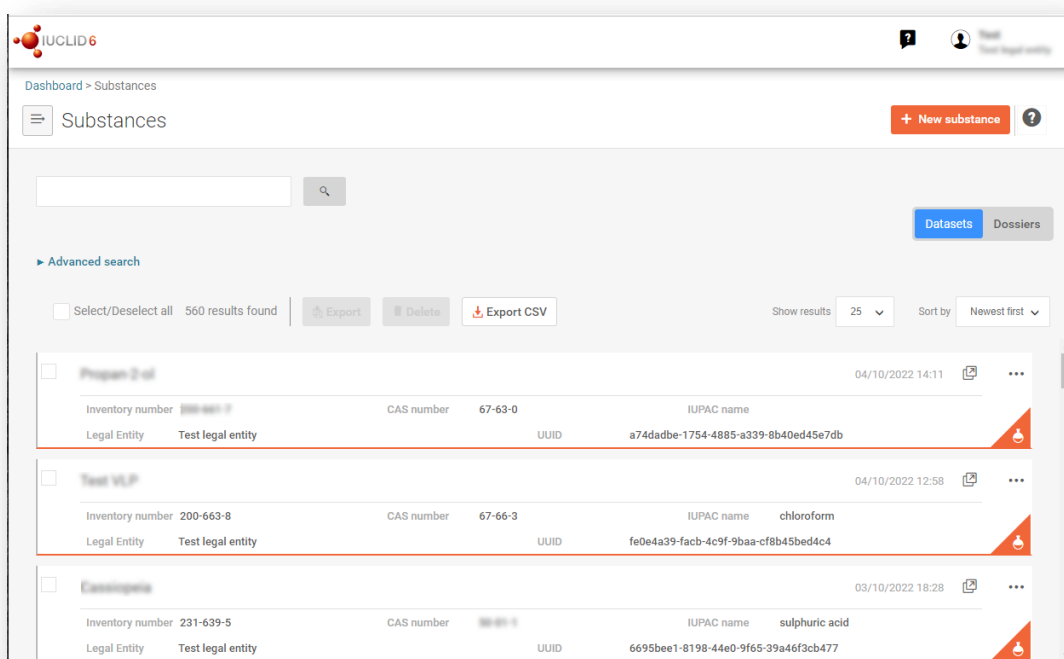 IUCLID 6
Dashboard > Substances
Substances
+ New substance
?
Datasets Dossiers
▸ Advanced search
Select/Deselect all 560 results found Export Delete Export CSV Show results 25 Sort by Newest first
04/10/2022 14:11
Inventory number CAS number 67-63-0 IUPAC name
Legal Entity Test legal entity UUID a74dadbe-1754-4885-a339-8b40ed45e7db
04/10/2022 12:58
Inventory number 200-663-8 CAS number 67-66-3 IUPAC name chloroform
Legal Entity Test legal entity UUID fe0e4a39-facb-4c9f-9baa-cf8b45bed4c4
03/10/2022 18:28
Inventory number 231-639-5 CAS number IUPAC name sulphuric acid
Legal Entity Test legal entity UUID 6695bee1-8198-44e0-9f65-39a46f3cb477